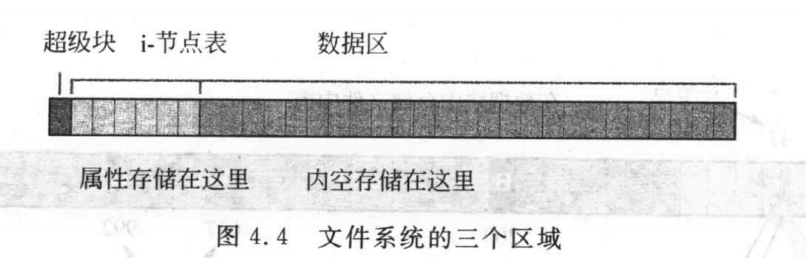 超级块 i-节点表 数据区
属性存储在这里 内空存储在这里
图 4.4 文件系统的三个区域